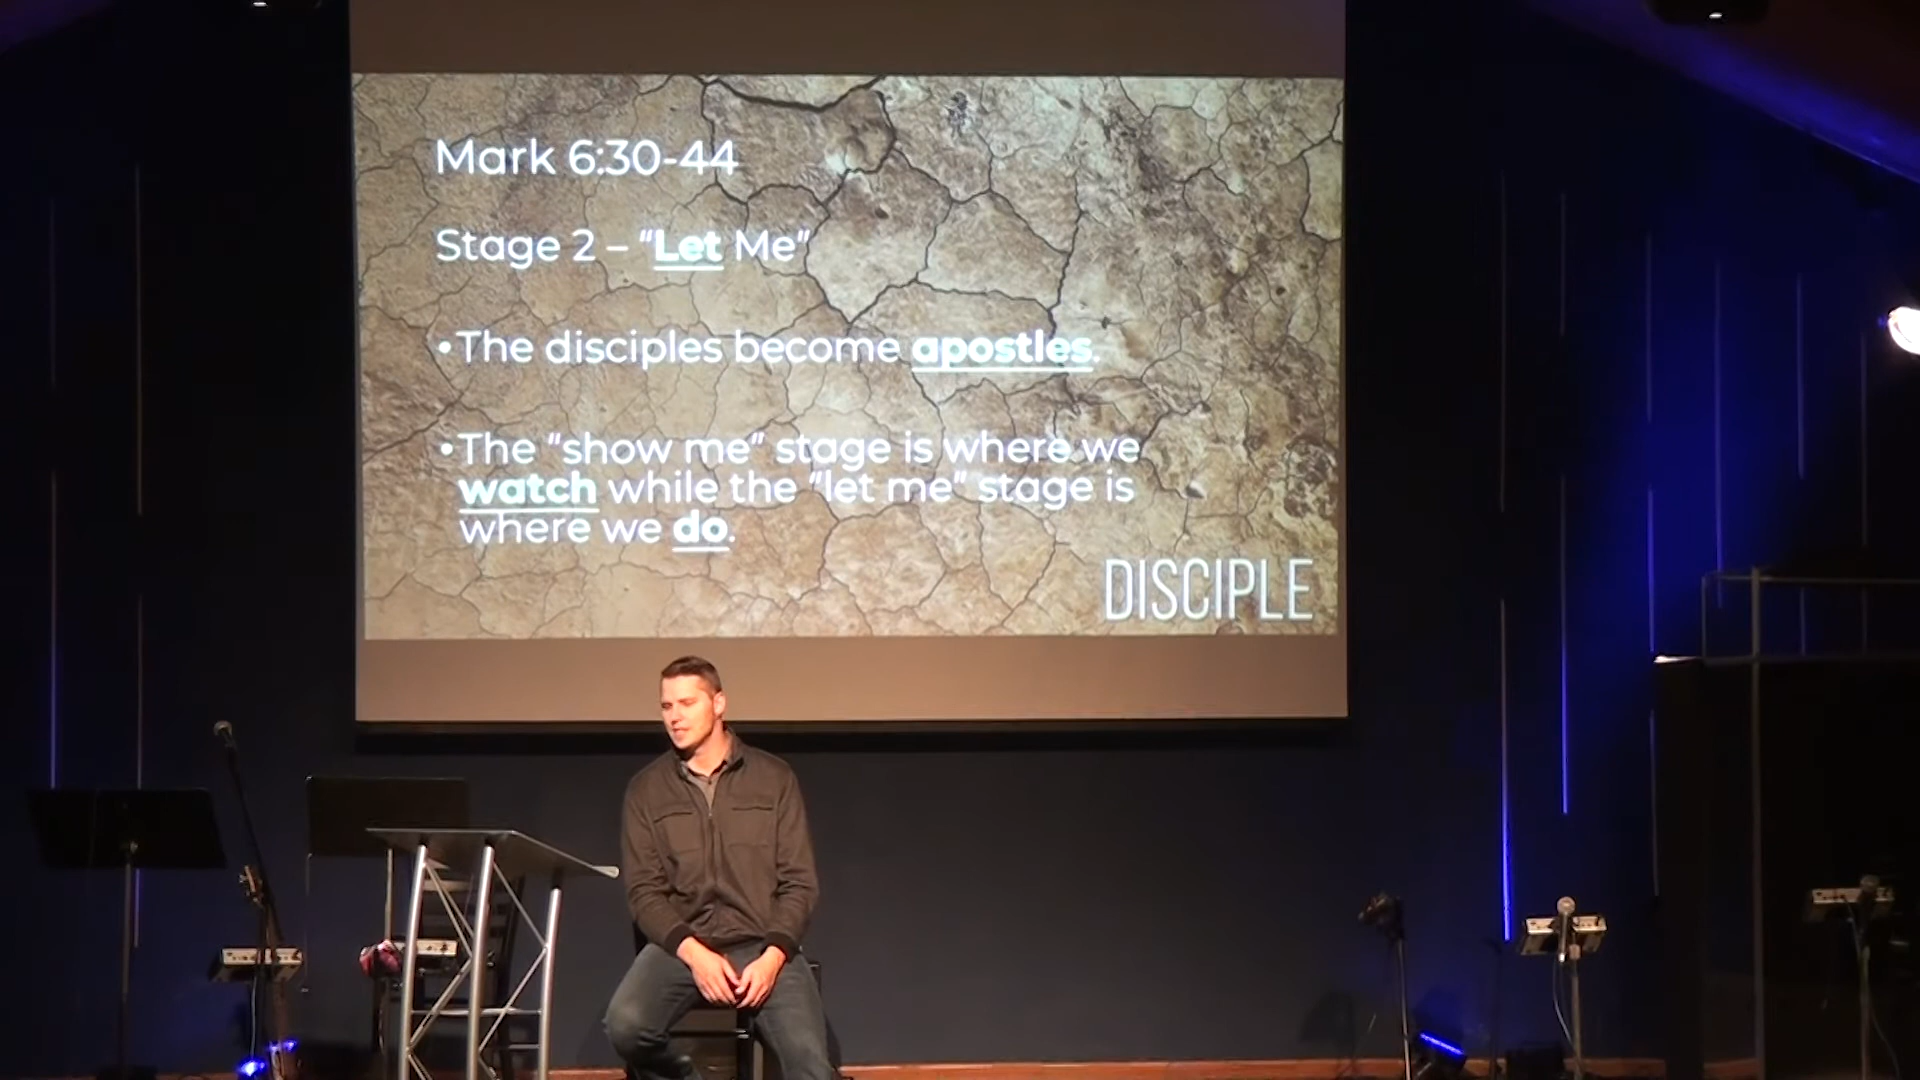 Mark 6:30-44
Stage 2 – "Let Me"
•The disciples become apostles.
•The "show me" stage is where we
watch while the "let me" stage is
where we do.
DISCIPLE